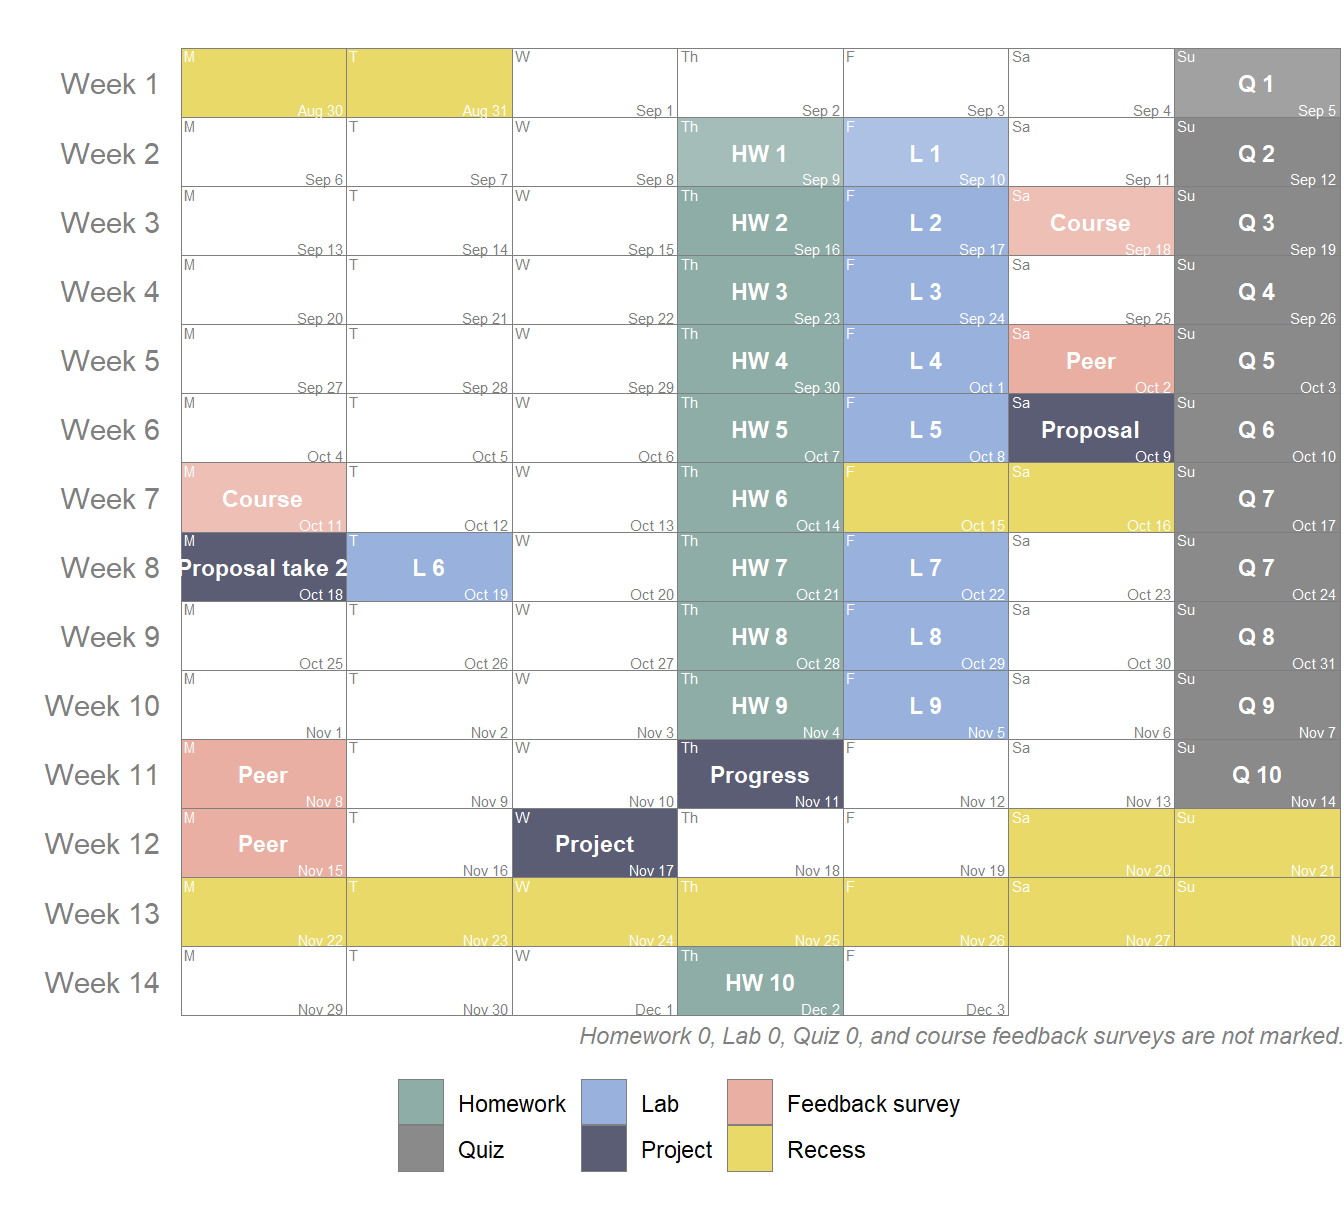 M T W Th F Sa Su
Week 1 Q 1
Aug 30 Aug 31 Sep 1 Sep 2 Sep 3 Sep 4 Sep 5
M T W Th F Sa Su
Week 2 HW 1 L 1 Q 2
Sep 6 Sep 7 Sep 8 Sep 9 Sep 10 Sep 11 Sep 12
M T W Th F Sa Su
Week 3 HW 2 L 2 Course Q 3
Sep 13 Sep 14 Sep 15 Sep 16 Sep 17 Sep 18 Sep 19
M T W Th F Sa Su
Week 4 HW 3 L 3 Q 4
Sep 20 Sep 21 Sep 22 Sep 23 Sep 24 Sep 25 Sep 26
M T W Th F Sa Su
Week 5 HW 4 L 4 Peer Q 5
Sep 27 Sep 28 Sep 29 Sep 30 Oct 1 Oct 2 Oct 3
M T W Th F Sa Su
Week 6 HW 5 L 5 Proposal Q 6
Oct 4 Oct 5 Oct 6 Oct 7 Oct 8 Oct 9 Oct 10
M T W Th F Sa Su
Week 7 Course HW 6 Q 7
Oct 11 Oct 12 Oct 13 Oct 14 Oct 15 Oct 16 Oct 17
M T W Th F Sa Su
Week 8 Proposal take 2 L 6 HW 7 L 7 Q 7
Oct 18 Oct 19 Oct 20 Oct 21 Oct 22 Oct 23 Oct 24
M T W Th F Sa Su
Week 9 HW 8 L 8 Q 8
Oct 25 Oct 26 Oct 27 Oct 28 Oct 29 Oct 30 Oct 31
M T W Th F Sa Su
Week 10 HW 9 L 9 Q 9
Nov 1 Nov 2 Nov 3 Nov 4 Nov 5 Nov 6 Nov 7
M T W Th F Sa Su
Week 11 Peer Progress Q 10
Nov 8 Nov 9 Nov 10 Nov 11 Nov 12 Nov 13 Nov 14
M T W Th F Sa Su
Week 12 Peer Project
Nov 15 Nov 16 Nov 17 Nov 18 Nov 19 Nov 20 Nov 21
M T W Th F Sa Su
Week 13
Nov 22 Nov 23 Nov 24 Nov 25 Nov 26 Nov 27 Nov 28
M T W Th F
Week 14 HW 10
Nov 29 Nov 30 Dec 1 Dec 2 Dec 3
Homework 0, Lab 0, Quiz 0, and course feedback surveys are not marked.
Homework Lab Feedback survey
Quiz Project Recess